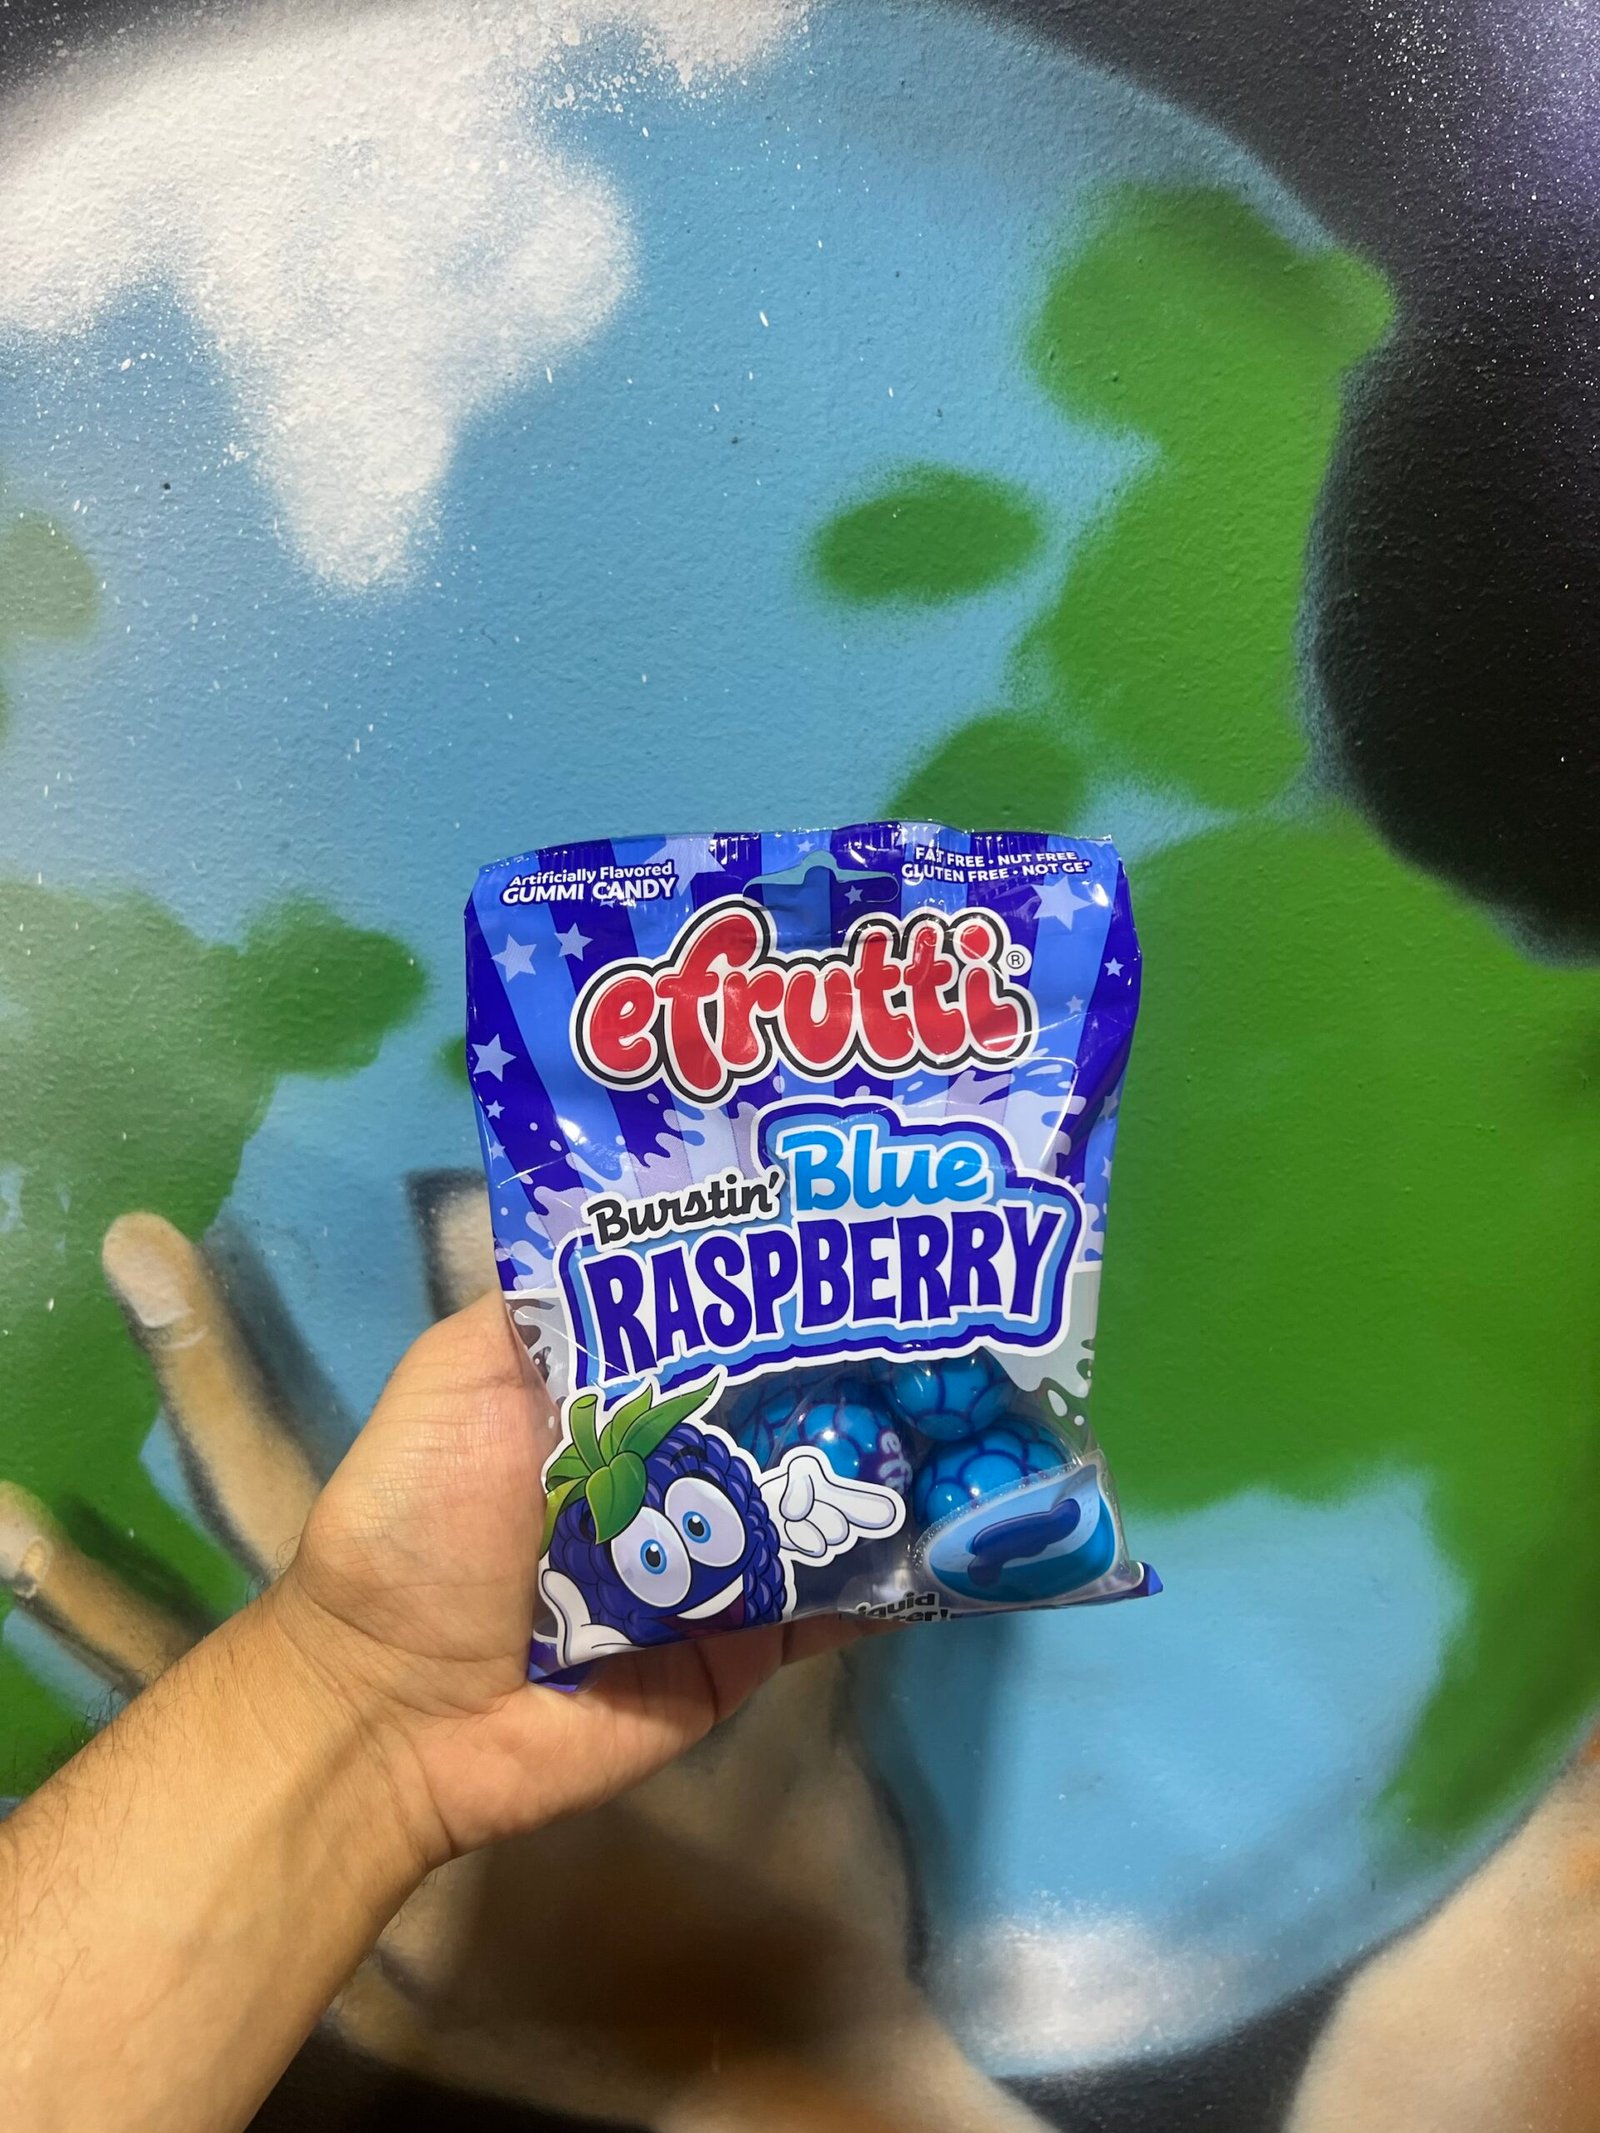 Artificially Flavored
GUMMI CANDY
FAT FREE • NUT FREE
GLUTEN FREE • NOT GE*
efrutti®
Burstin' Blue
RASPBERRY